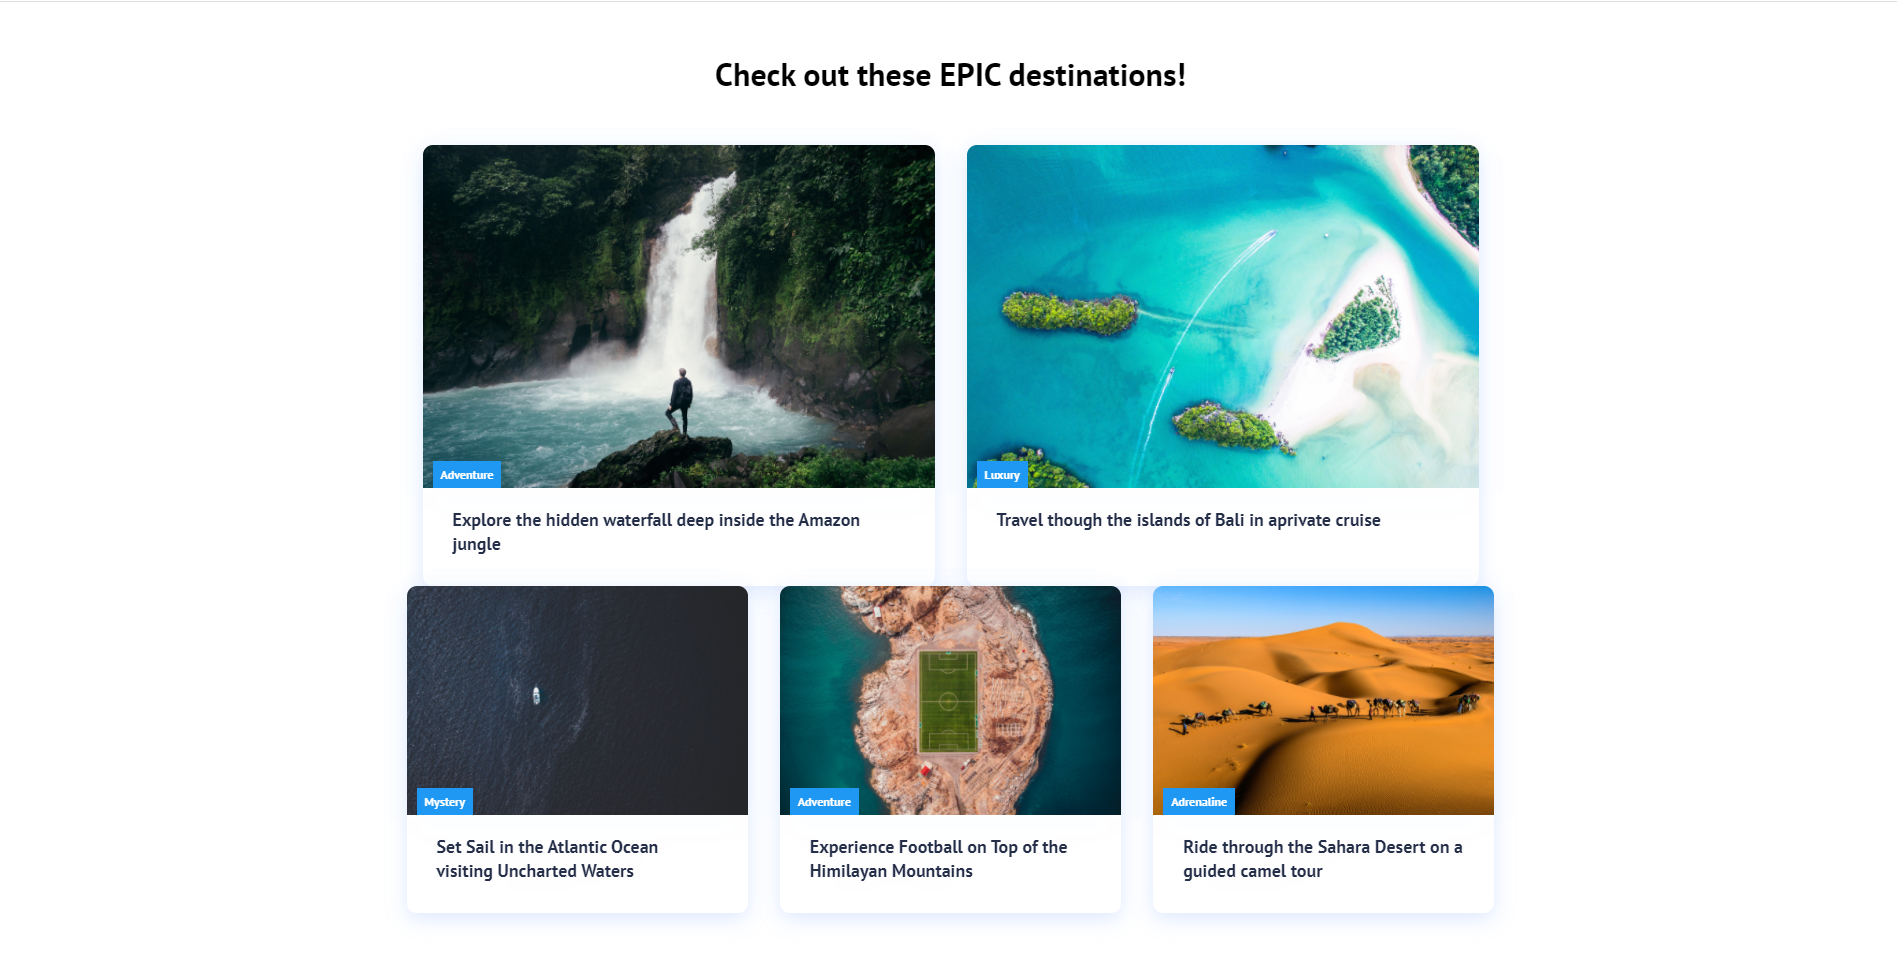 Check out these EPIC destinations!
Adventure
Luxury
Explore the hidden waterfall deep inside the Amazon
jungle
Travel though the islands of Bali in aprivate cruise
Mystery
Adventure
Adrenaline
Set Sail in the Atlantic Ocean
visiting Uncharted Waters
Experience Football on Top of the
Himilayan Mountains
Ride through the Sahara Desert on a
guided camel tour